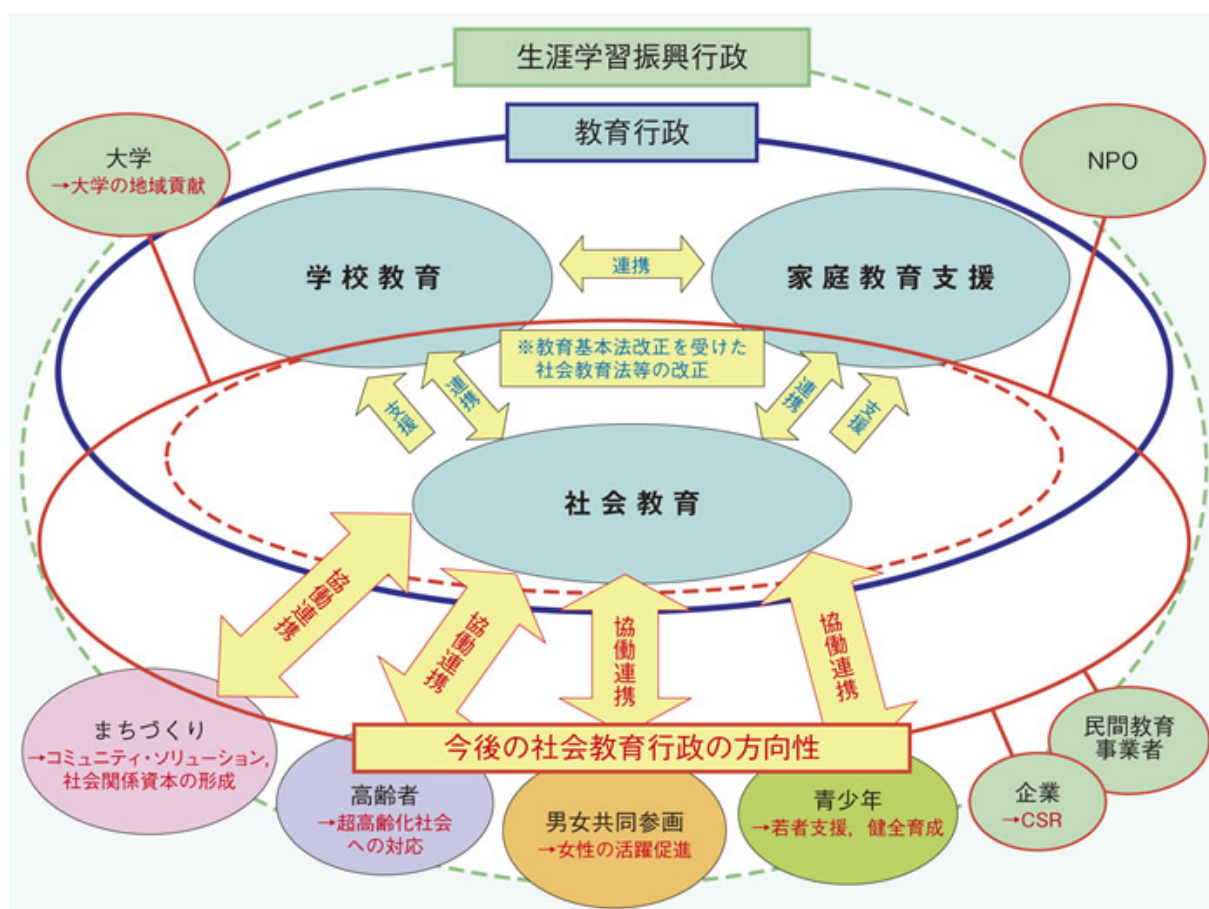 生涯学習振興行政
教育行政
大学
→大学の地域貢献
NPO
学校教育
連携
家庭教育支援
※教育基本法改正を受けた
社会教育法等の改正
支援
連携
連携
支援
社会教育
協働連携
協働連携
協働連携
協働連携
まちづくり
→コミュニティ・ソリューション,
社会関係資本の形成
今後の社会教育行政の方向性
高齢者
→超高齢化社会
への対応
男女共同参画
→女性の活躍促進
青少年
→若者支援，健全育成
企業
→CSR
民間教育
事業者